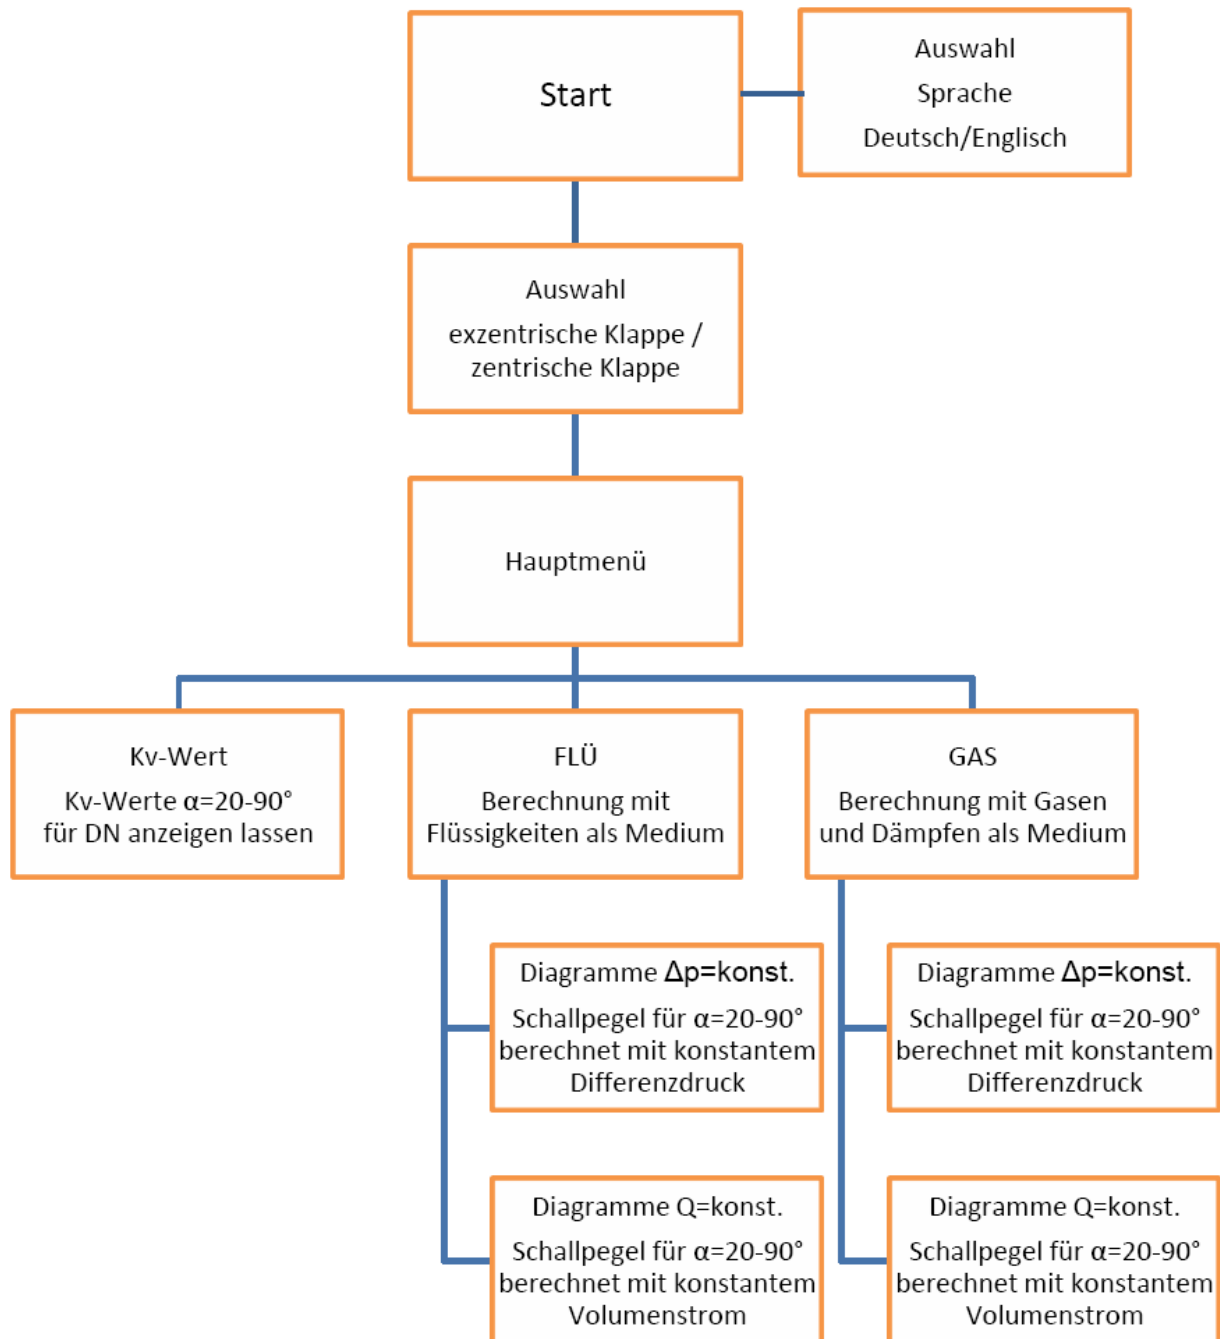 Start
Auswahl
Sprache
Deutsch/Englisch
Auswahl
exzentrische Klappe /
zentrische Klappe
Hauptmenü
Kv-Wert
Kv-Werte α=20-90°
für DN anzeigen lassen
FLÜ
Berechnung mit
Flüssigkeiten als Medium
GAS
Berechnung mit Gasen
und Dämpfen als Medium
Diagramme Δp=konst.
Schallpegel für α=20-90°
berechnet mit konstantem
Differenzdruck
Diagramme Δp=konst.
Schallpegel für α=20-90°
berechnet mit konstantem
Differenzdruck
Diagramme Q=konst.
Schallpegel für α=20-90°
berechnet mit konstantem
Volumenstrom
Diagramme Q=konst.
Schallpegel für α=20-90°
berechnet mit konstantem
Volumenstrom